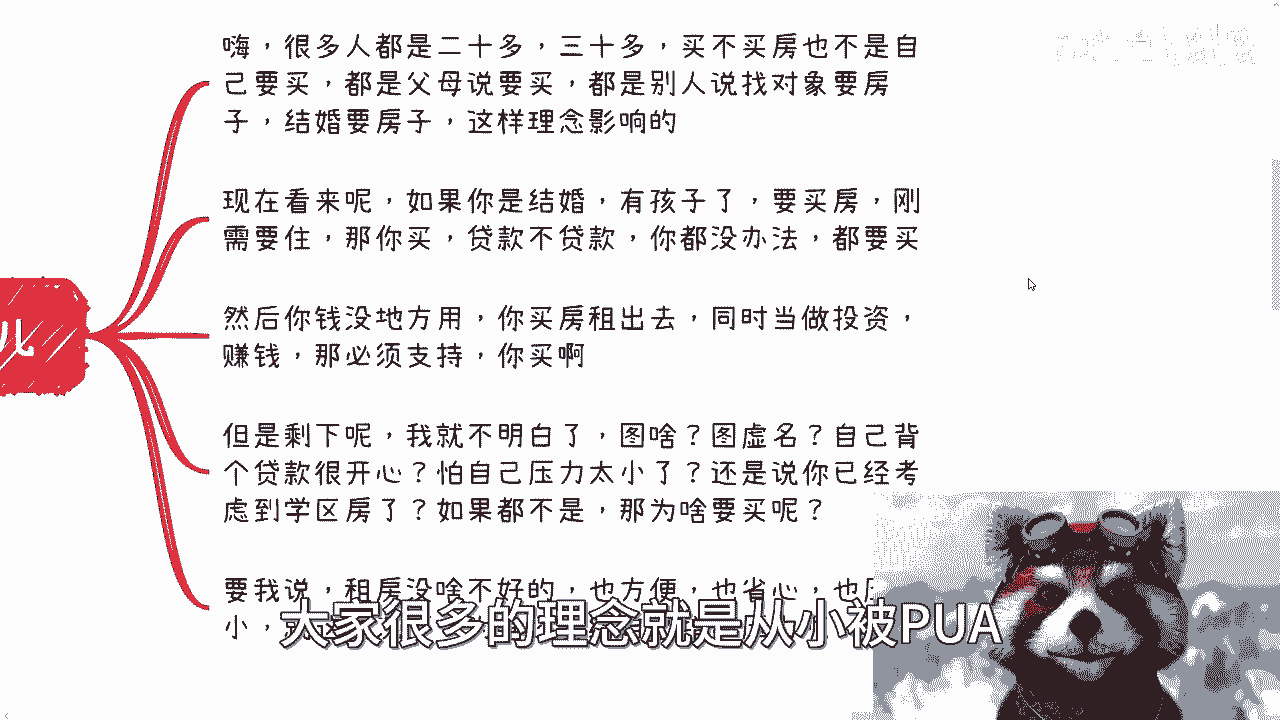 嗨，很多人都是二十多，三十多，买不买房也不是自
己要买，都是父母说要买，都是别人说找对象要房
子，结婚要房子，这样理念影响的
现在看来呢，如果你是结婚，有孩子了，要买房，刚
需要住，那你买，贷款不贷款，你都没办法，都要买
然后你钱没地方用，你买房租出去，同时当做投资，
赚钱，那必须支持，你买啊
儿
但是剩下呢，我就不明白了，图啥？图虚名？自己背
个贷款很开心？怕自己压力太小了？还是说你已经考
虑到学区房了？如果都不是，那为啥要买呢？
要我说，租房没啥不好的，也方便，也省心，也
小，
大家很多的理念就是从小被PUA